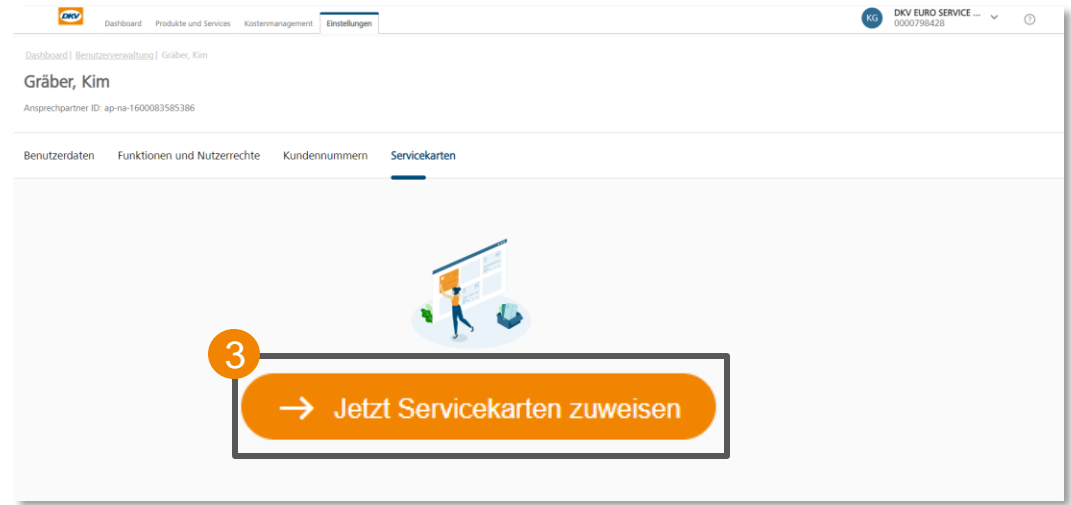 DKV
Dashboard Produkte und Services Kostenmanagement Einstellungen
KG
DKV EURO SERVICE ...
0000798428
?
Dashboard | Benutzerverwaltung | Gräber, Kim
Gräber, Kim
Ansprechpartner ID: ap-na-1600083585386
Benutzerdaten Funktionen und Nutzerrechte Kundennummern Servicekarten
3
→ Jetzt Servicekarten zuweisen